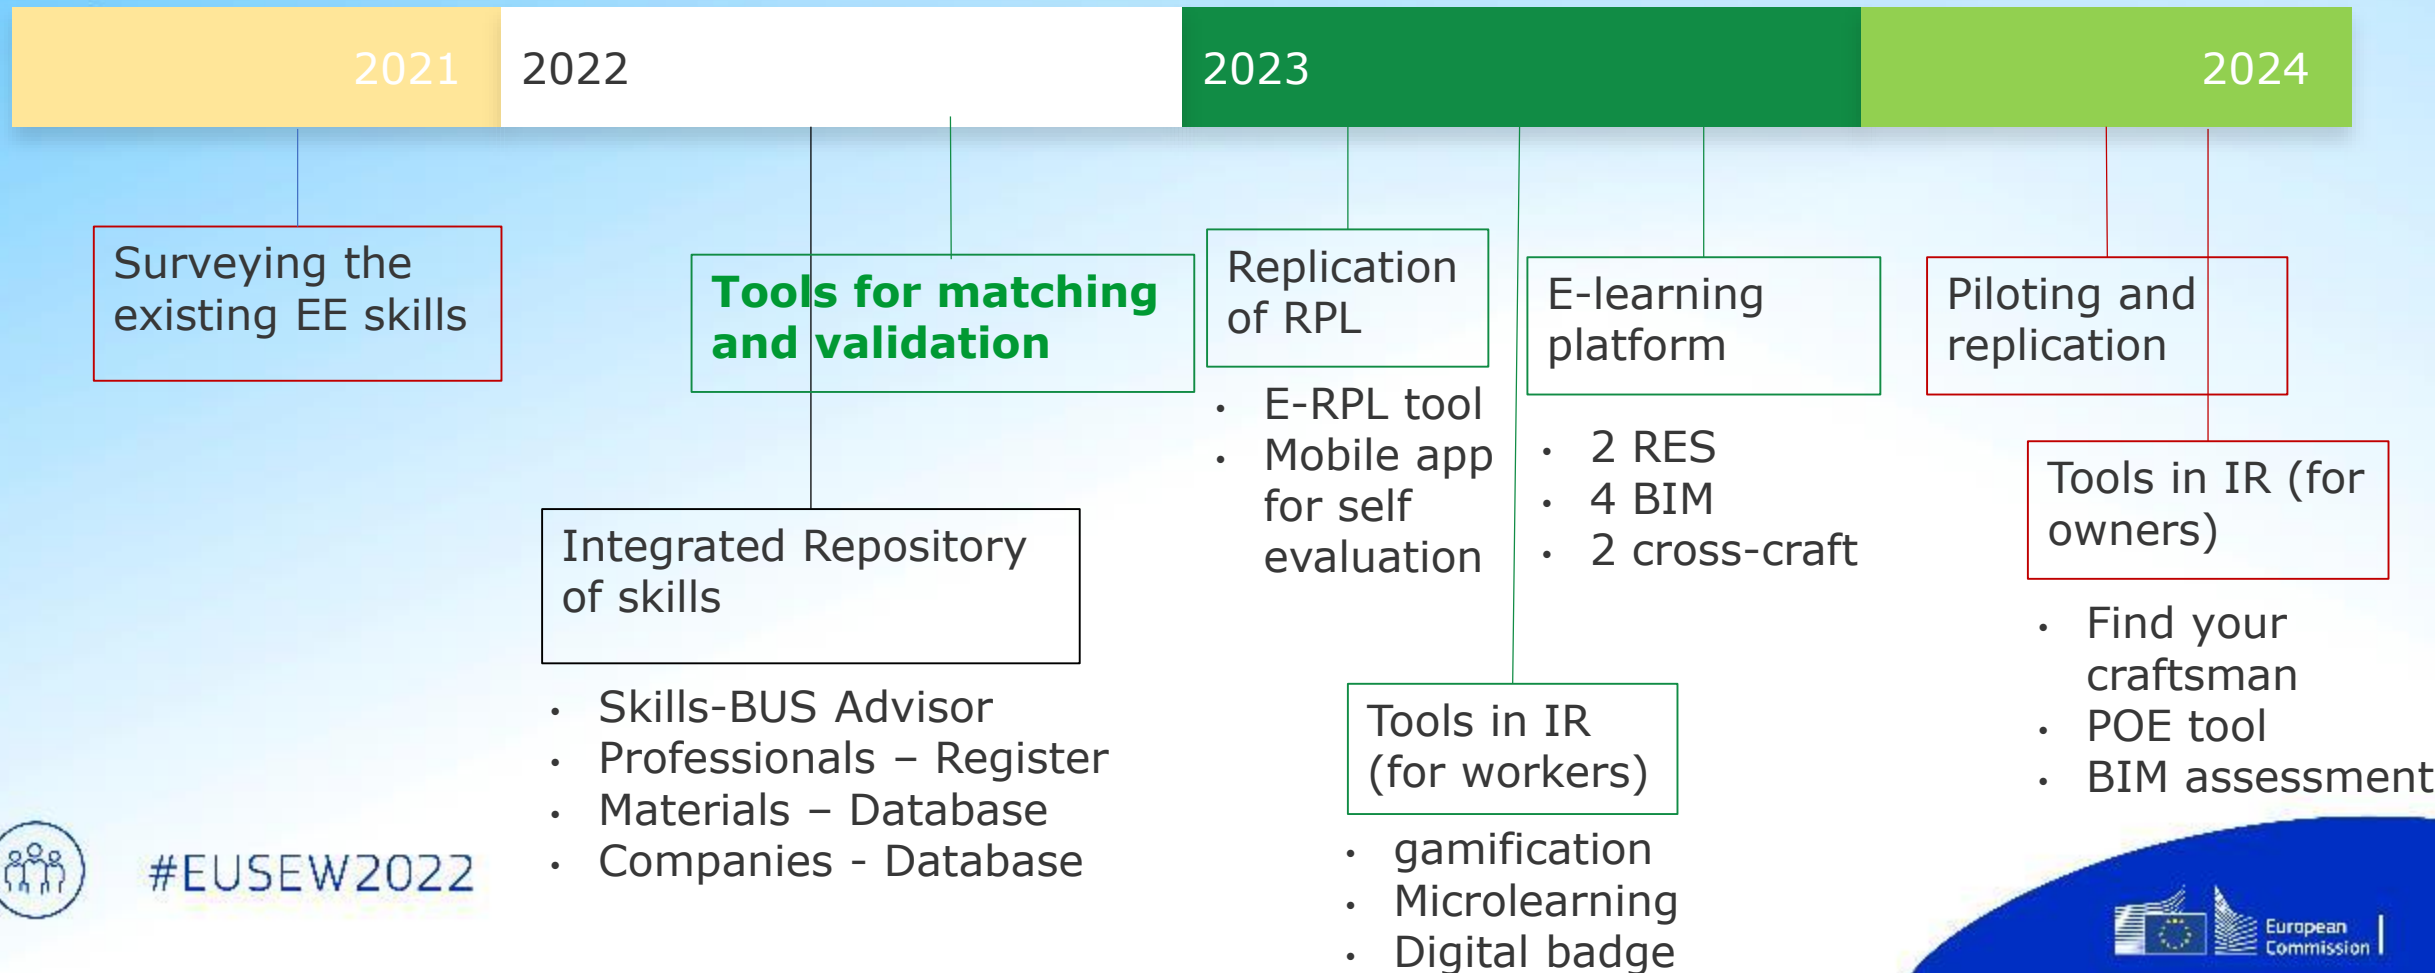 2021
2022
2023
2024
Surveying the
existing EE skills
Tools for matching
and validation
Integrated Repository
of skills
• Skills-BUS Advisor
• Professionals – Register
• Materials – Database
• Companies - Database
Replication
of RPL
• E-RPL tool
• Mobile app
for self
evaluation
E-learning
platform
• 2 RES
• 4 BIM
• 2 cross-craft
Tools in IR
(for workers)
• gamification
• Microlearning
• Digital badge
Piloting and
replication
Tools in IR (for
owners)
• Find your
craftsman
• POE tool
• BIM assessment
#EUSEW2022
European
Commission